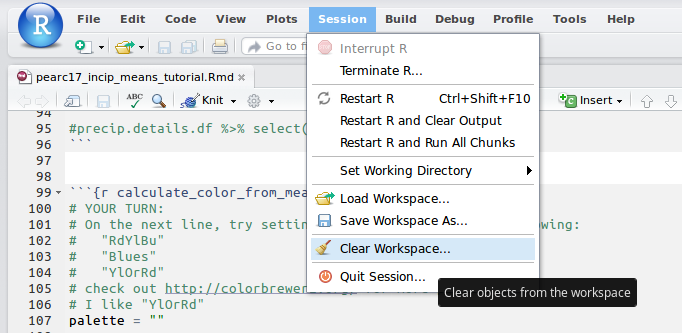 File Edit Code View Plots Session Build Debug Profile Tools Help
R
Go to fi
Interrupt R
Terminate R...
Restart R Ctrl+Shift+F10
Restart R and Clear Output
Restart R and Run All Chunks
Set Working Directory
Load Workspace...
Save Workspace As...
Clear Workspace...
Quit Session...
Clear objects from the workspace
pearc17_incip_means_tutorial.Rmd
ABC Knit Insert
94
95 #precip.details.df %>% select(
96 ```
97
98
99 ```{r calculate_color_from_mea
100 # YOUR TURN:
101 # On the next line, try settin owing:
102 # "RdYlBu"
103 # "Blues"
104 # "YlOrRd"
105 # check out http://colorbrewer
106 # I like "YlOrRd"
107 palette = ""